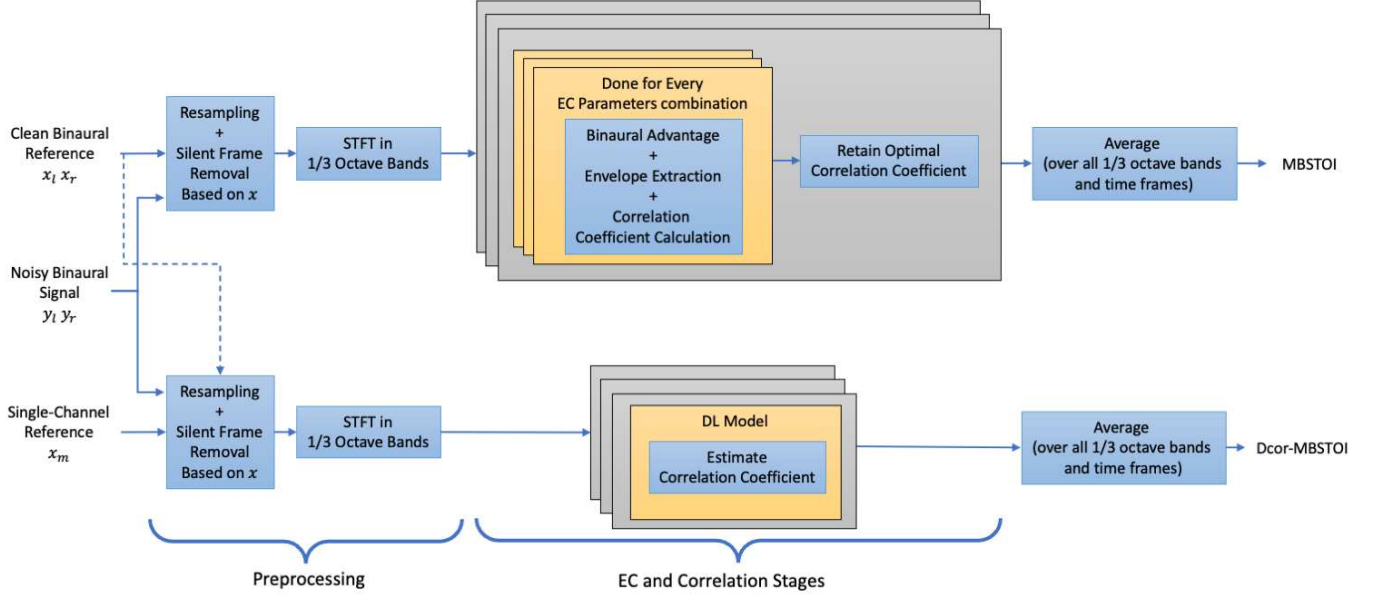 Clean Binaural
Reference
x_l x_r
Resampling
+
Silent Frame
Removal
Based on x
STFT in
1/3 Octave Bands
Done for Every
EC Parameters combination
Binaural Advantage
+
Envelope Extraction
+
Correlation
Coefficient Calculation
Retain Optimal
Correlation Coefficient
Average
(over all 1/3 octave bands
and time frames)
MBSTOI
Noisy Binaural
Signal
y_l y_r
Single-Channel
Reference
x_m
Resampling
+
Silent Frame
Removal
Based on x
STFT in
1/3 Octave Bands
DL Model
Estimate
Correlation Coefficient
Average
(over all 1/3 octave bands
and time frames)
Dcor-MBSTOI
Preprocessing
EC and Correlation Stages